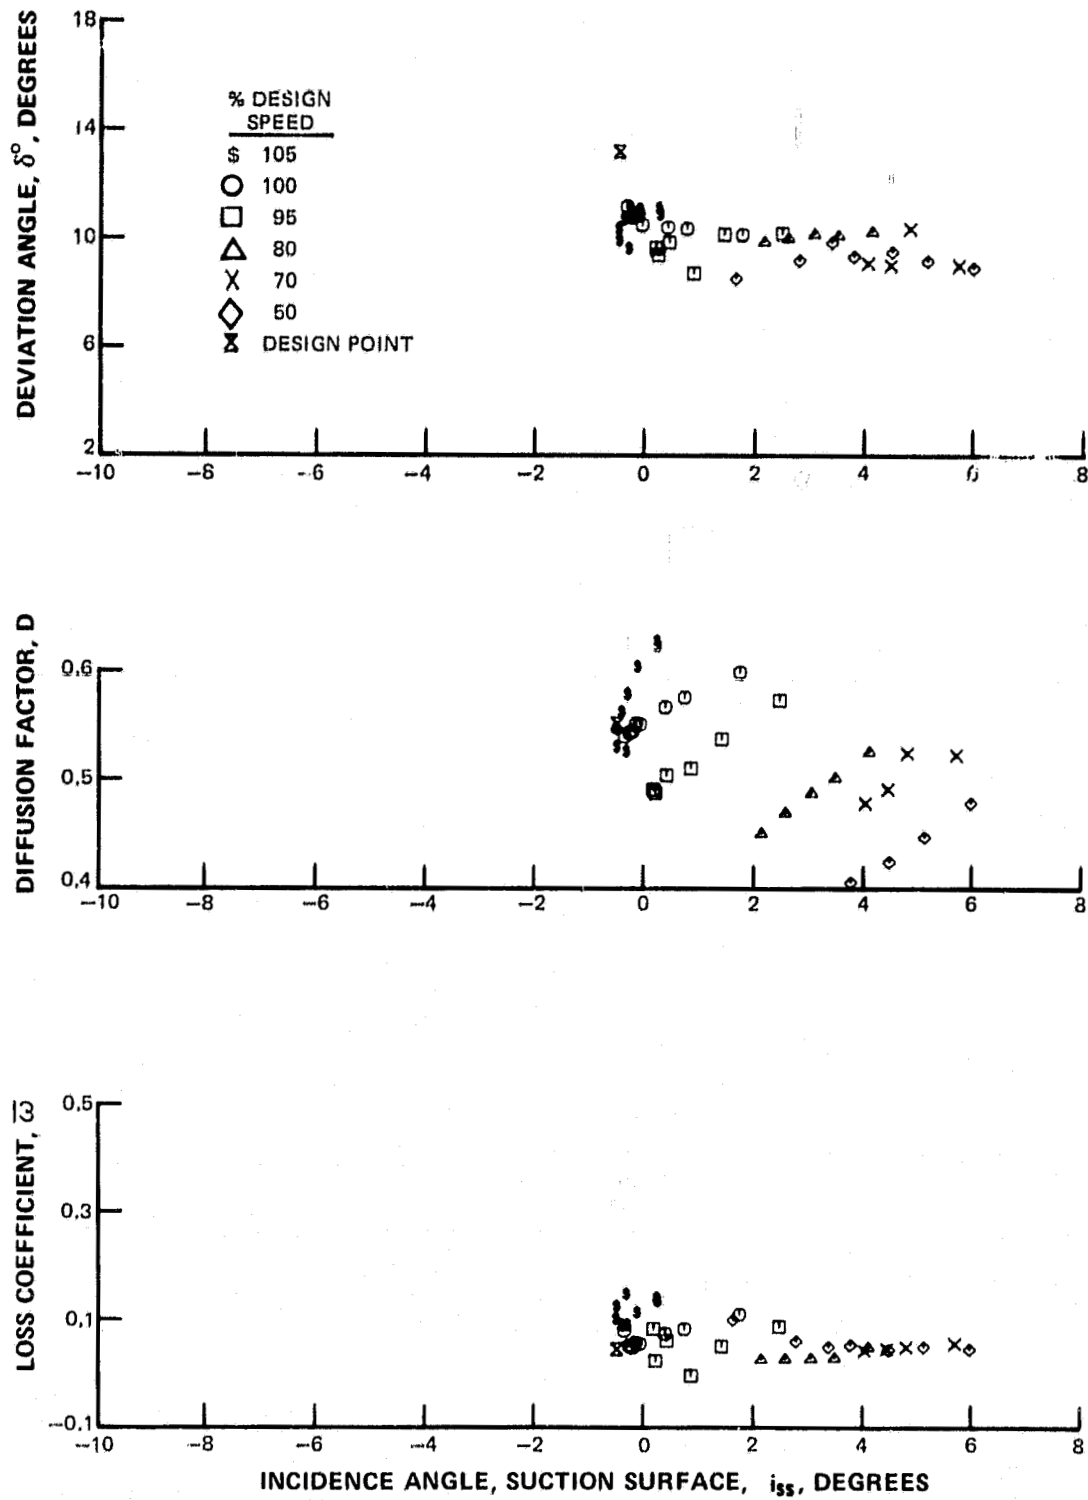 DEVIATION ANGLE, δ°, DEGREES
18
14
10
6
2
% DESIGN
SPEED
$ 105
100
95
80
70
50
DESIGN POINT
-10 -8 -6 -4 -2 0 2 4 6 8
DIFFUSION FACTOR, D
0.6
0.5
0.4
-10 -8 -6 -4 -2 0 2 4 6 8
LOSS COEFFICIENT, ω̅
0.5
0.3
0.1
-0.1
-10 -8 -6 -4 -2 0 2 4 6 8
INCIDENCE ANGLE, SUCTION SURFACE, iss, DEGREES